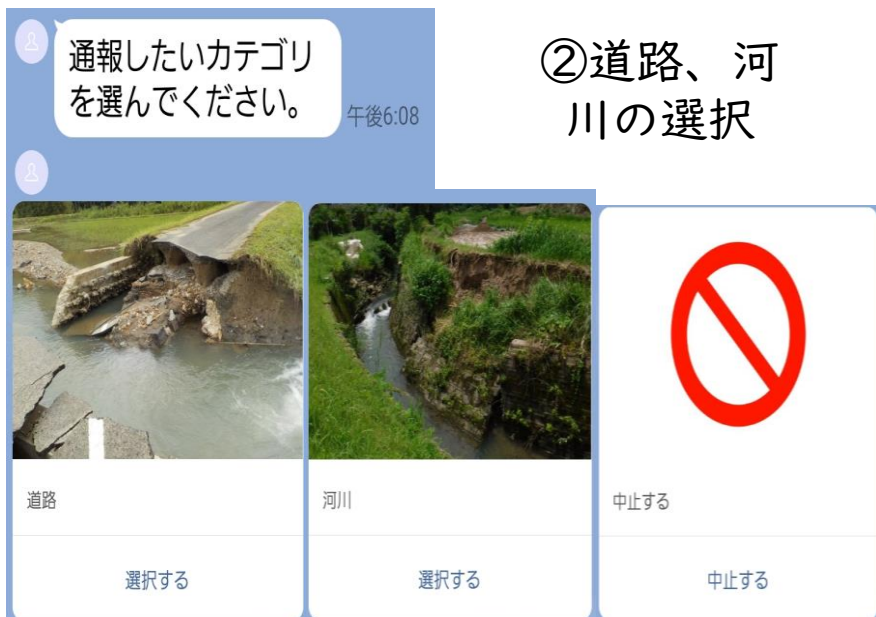 通報したいカテゴリ
を選んでください。
午後6:08
②道路、河
川の選択
道路
選択する
河川
選択する
中止する
中止する